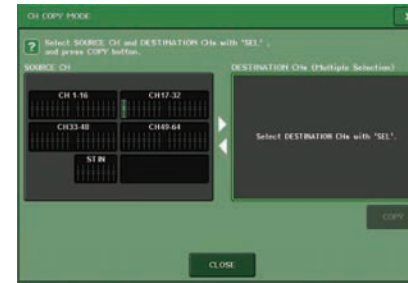 CH COPY MODE
? Select SOURCE CH and DESTINATION CHs with "SEL",
and press COPY button.
SOURCE CH
DESTINATION CHs (Multiple Selection)
CH 1-16
CH17-32
CH33-48
CH49-64
ST IN
Select DESTINATION CHs with "SEL".
COPY
CLOSE